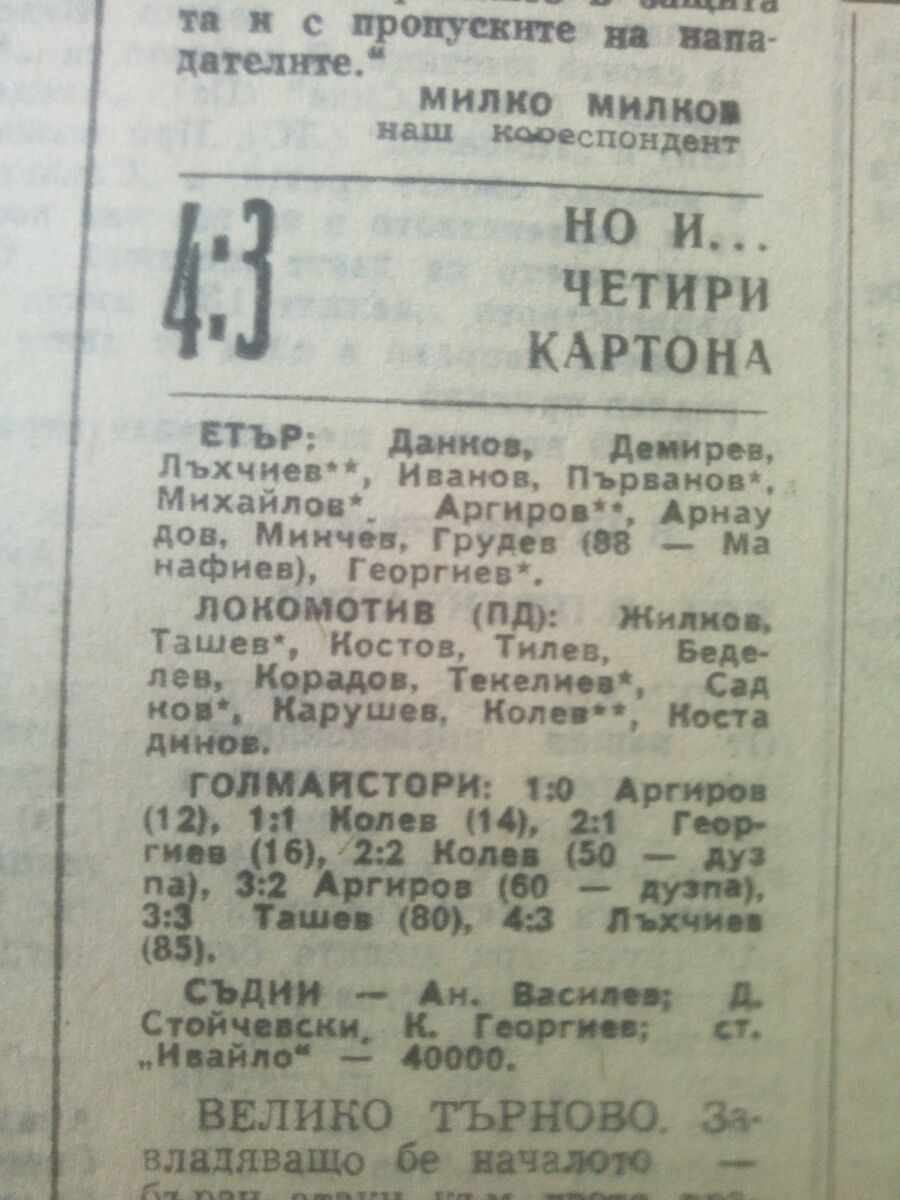 та и с пропуските на напа-
дателите.“
МИЛКО МИЛКОВ
наш кореспондент
4:3
НО И...
ЧЕТИРИ
КАРТОНА
ЕТЪР: Данков, Демирев,
Лъхчиев**, Иванов, Първанов*,
Михайлов*, Аргиров**, Арнау
дов, Минчев, Грудев (88 — Ма
нафиев), Георгиев*.
ЛОКОМОТИВ (ПД): Жилков,
Ташев*, Костов, Тилев, Беде-
лев, Корадов, Текелиев*, Сад
ков*, Карушев, Колев**, Коста
динов.
ГОЛМАЙСТОРИ: 1:0 Аргиров
(12), 1:1 Колев (14), 2:1 Геор-
гиев (16), 2:2 Колев (50 — дуз
па), 3:2 Аргиров (60 — дузпа),
3:3 Ташев (80), 4:3 Лъхчиев
(85).
СЪДИИ — Ан. Василев; Д.
Стойчевски, К. Георгиев; ст.
„Ивайло“ — 40000.
ВЕЛИКО ТЪРНОВО. За-
владяващо бе началото —